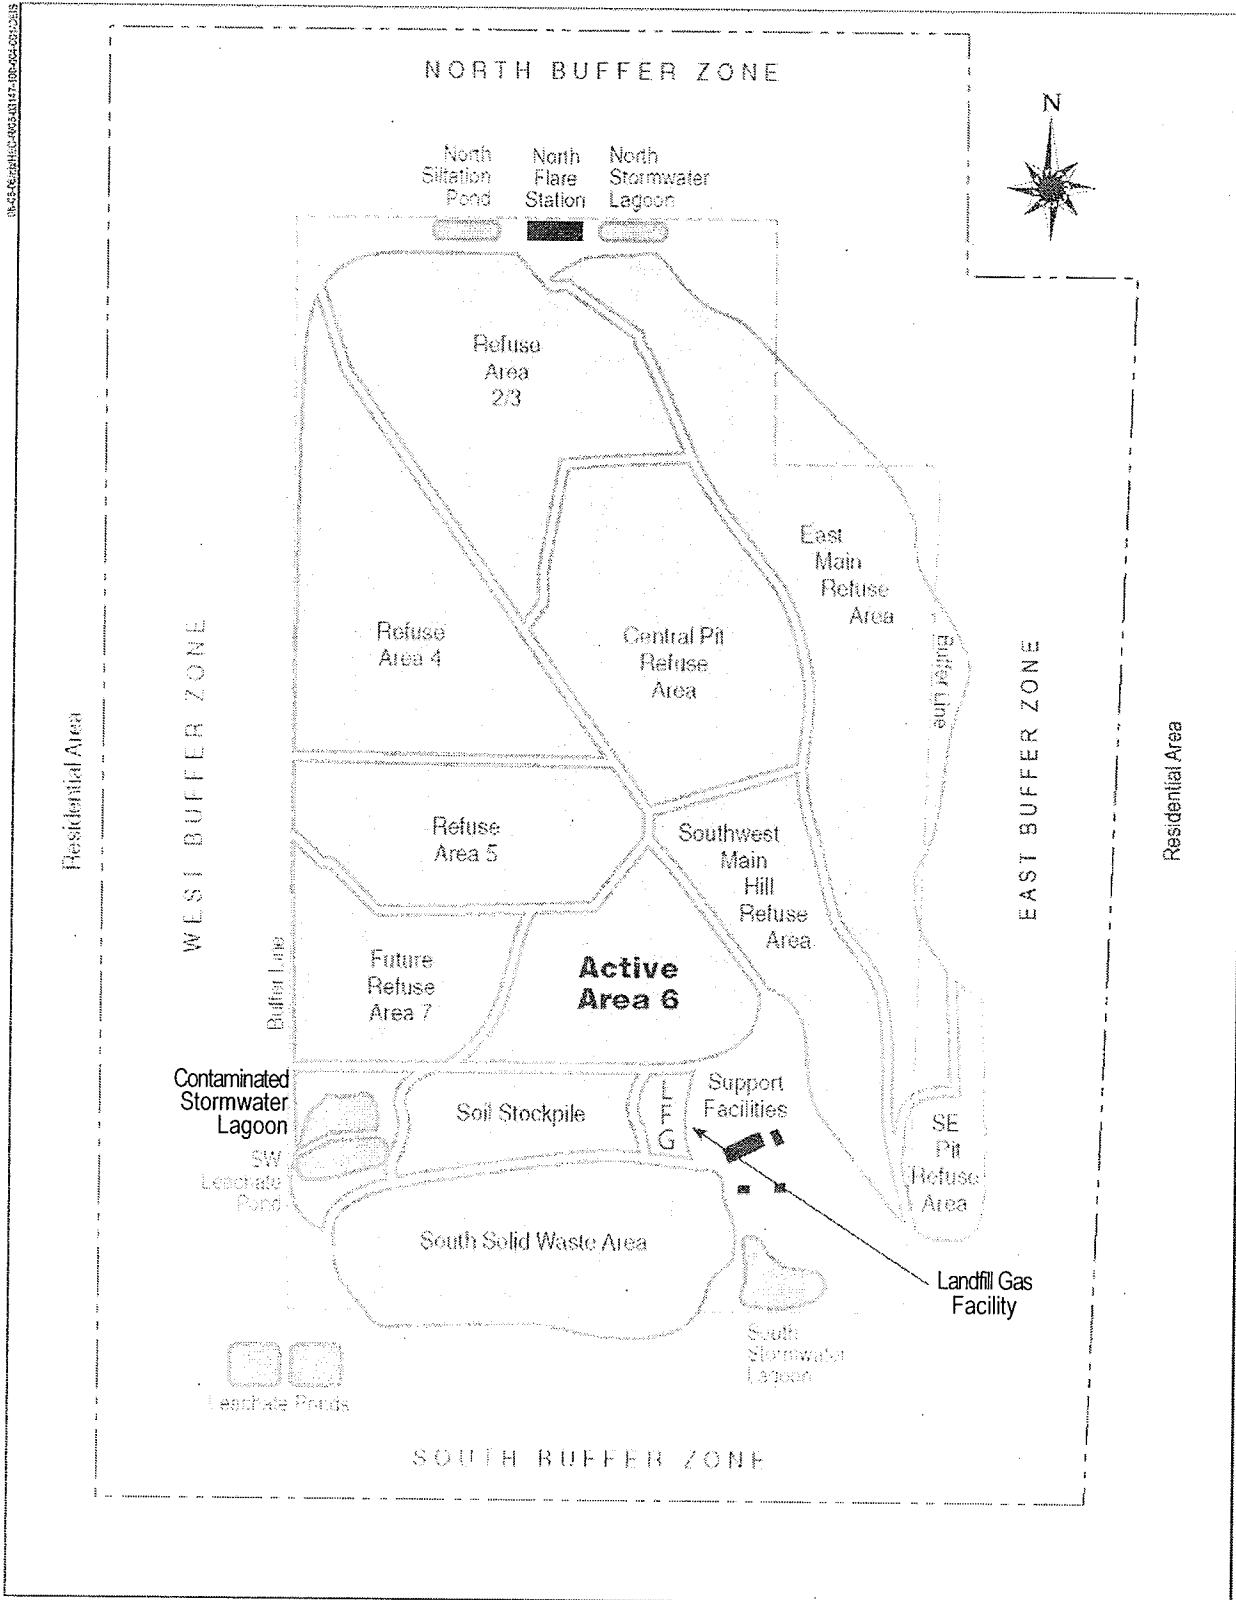 NORTH BUFFER ZONE
N
North
Siltation
Pond
North
Flare
Station
North
Stormwater
Lagoon
Refuse
Area
2/3
East
Main
Refuse
Area
Refuse
Area 4
Central Pit
Refuse
Area
Buffer Line
WEST BUFFER ZONE
EAST BUFFER ZONE
Residential Area
Residential Area
Refuse
Area 5
Southwest
Main
Hill
Refuse
Area
Buffer Line
Future
Refuse
Area 7
Active
Area 6
Contaminated
Stormwater
Lagoon
Soil Stockpile
L
F
G
Support
Facilities
SE
Pit
Refuse
Area
SW
Leachate
Pond
South Solid Waste Area
Landfill Gas
Facility
South
Stormwater
Lagoon
Leachate Ponds
SOUTH BUFFER ZONE